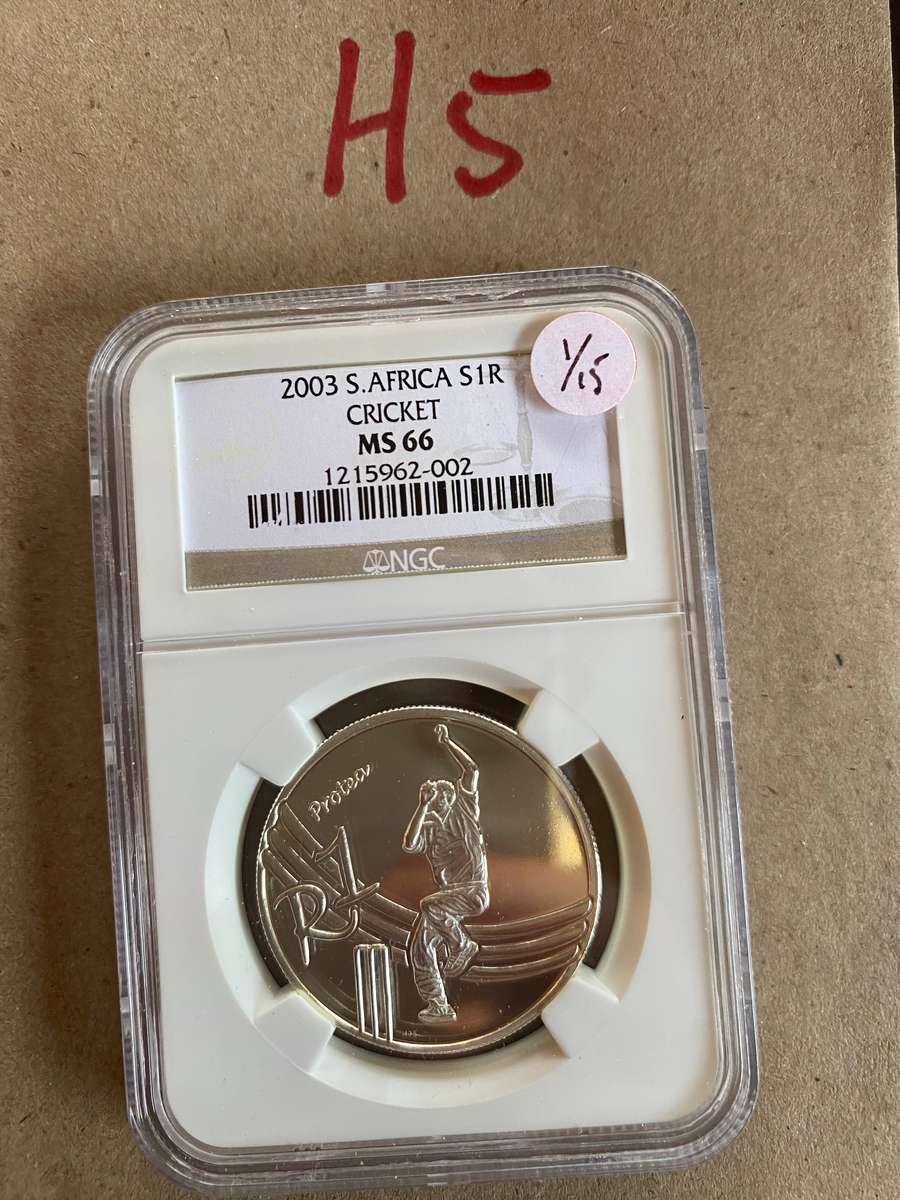 H5
1/15
2003 S.AFRICA S1R
CRICKET
MS 66
1215962-002
NGC
Protea
R1